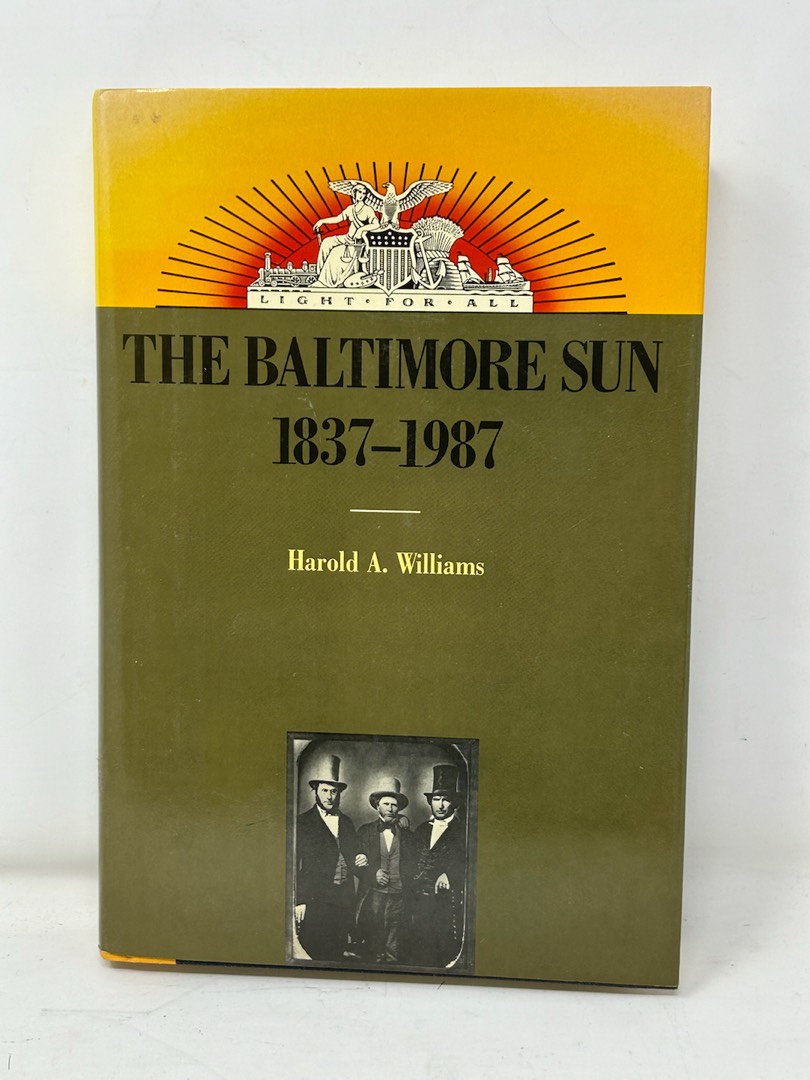 LIGHT · FOR · ALL
THE BALTIMORE SUN
1837–1987
Harold A. Williams